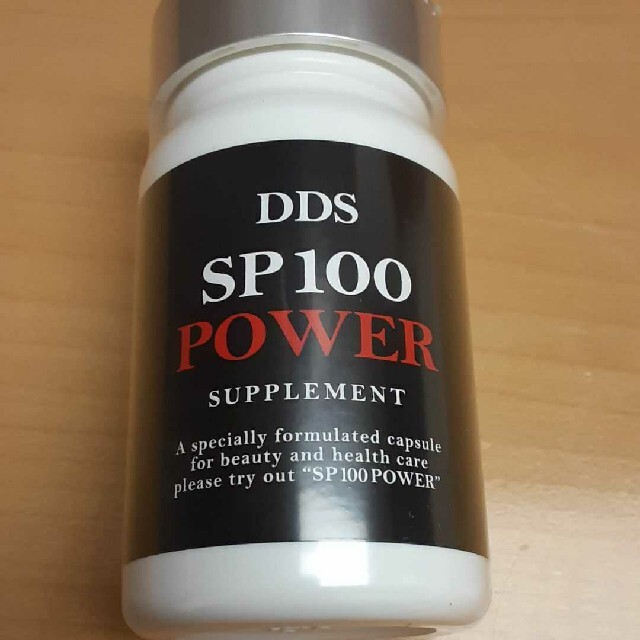 DDS
SP100
POWER
SUPPLEMENT
A specially formulated capsule
for beauty and health care
please try out “SP100POWER”